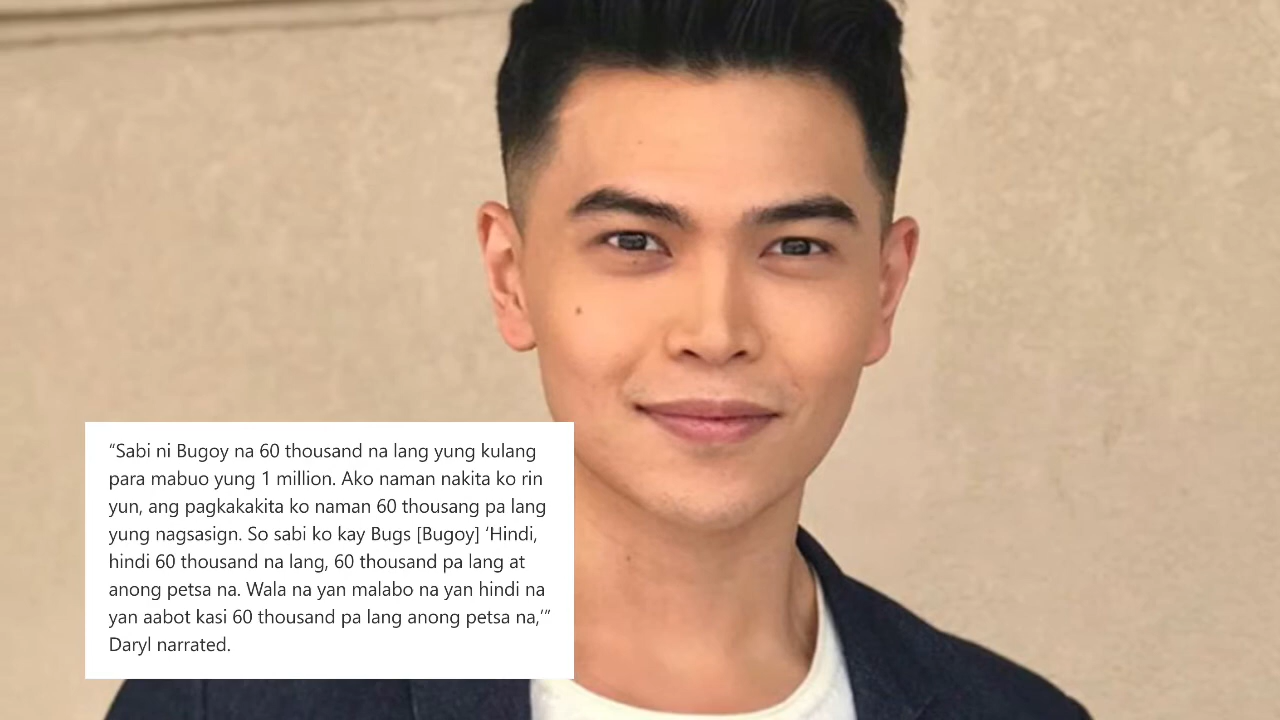 “Sabi ni Bugoy na 60 thousand na lang yung kulang
para mabuo yung 1 million. Ako naman nakita ko rin
yun, ang pagkakakita ko naman 60 thousang pa lang
yung nagsasign. So sabi ko kay Bugs [Bugoy] ‘Hindi,
hindi 60 thousand na lang, 60 thousand pa lang at
anong petsa na. Wala na yan malabo na yan hindi na
yan aabot kasi 60 thousand pa lang anong petsa na,’”
Daryl narrated.